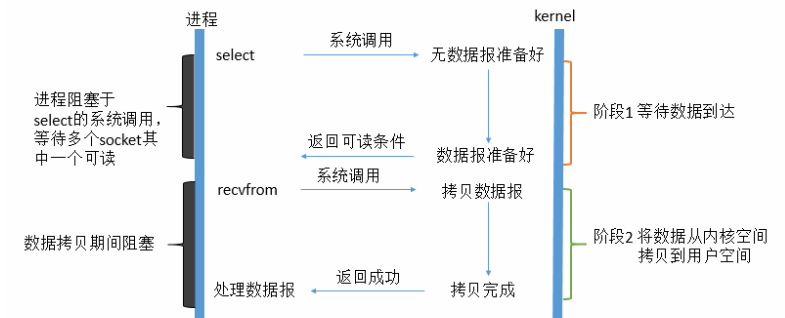 进程
kernel
select
系统调用
无数据报准备好
进程阻塞于
select的系统调用，
等待多个socket其
中一个可读
阶段1 等待数据到达
返回可读条件
数据报准备好
recvfrom
系统调用
拷贝数据报
数据拷贝期间阻塞
阶段2 将数据从内核空间
拷贝到用户空间
处理数据报
返回成功
拷贝完成